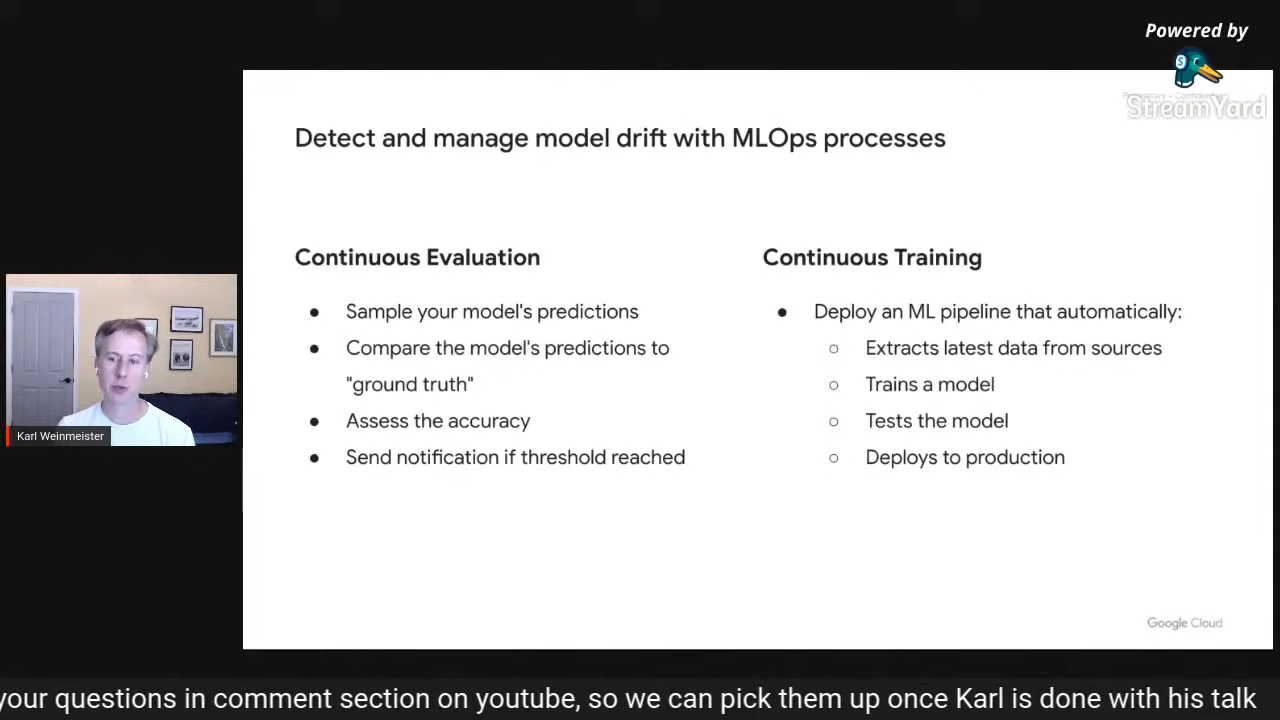 Powered by
StreamYard
Detect and manage model drift with MLOps processes
Continuous Evaluation
● Sample your model's predictions
● Compare the model's predictions to
"ground truth"
● Assess the accuracy
● Send notification if threshold reached
Continuous Training
● Deploy an ML pipeline that automatically:
○ Extracts latest data from sources
○ Trains a model
○ Tests the model
○ Deploys to production
Karl Weinmeister
Google Cloud
your questions in comment section on youtube, so we can pick them up once Karl is done with his talk